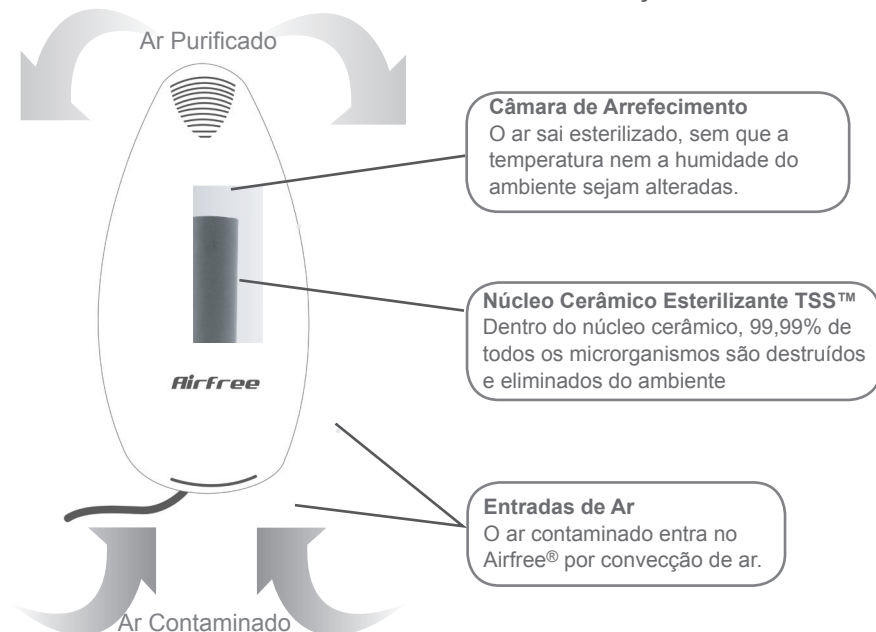 Ar Purificado
Câmara de Arrefecimento
O ar sai esterilizado, sem que a
temperatura nem a humidade do
ambiente sejam alteradas.
Núcleo Cerâmico Esterilizante TSS™
Dentro do núcleo cerâmico, 99,99% de
todos os microrganismos são destruídos
e eliminados do ambiente
Airfree
Entradas de Ar
O ar contaminado entra no
Airfree® por convecção de ar.
Ar Contaminado